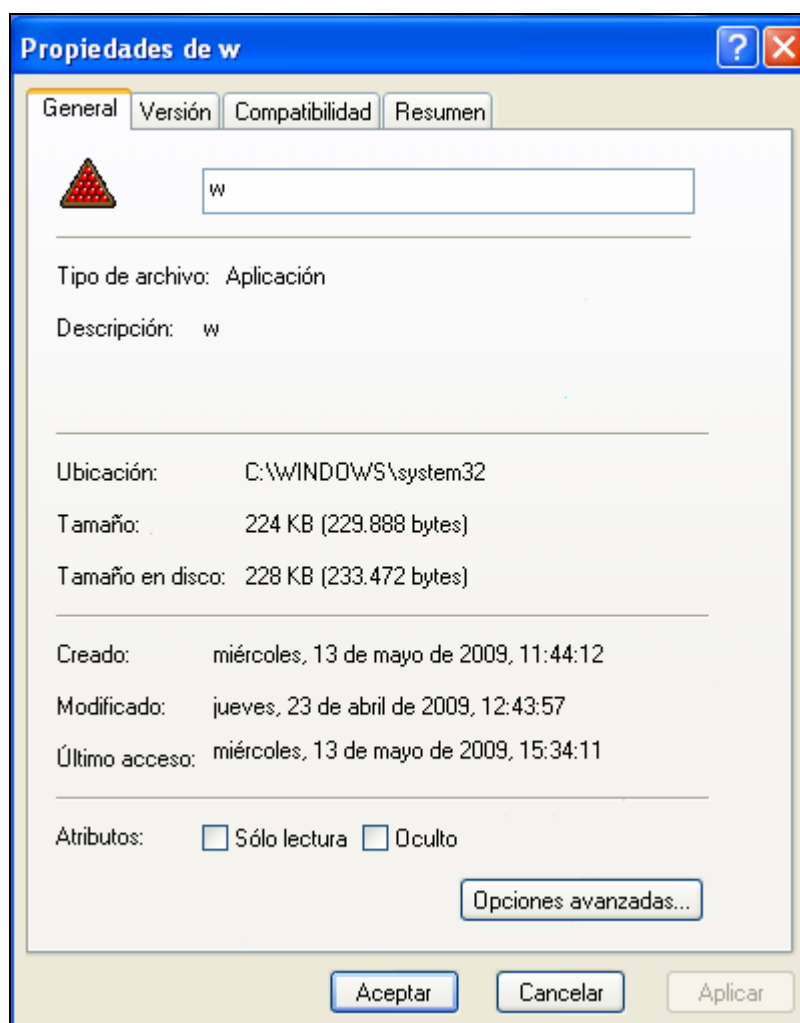 Propiedades de w
?
General Versión Compatibilidad Resumen
w
Tipo de archivo: Aplicación
Descripción: w
Ubicación: C:\WINDOWS\system32
Tamaño: 224 KB (229.888 bytes)
Tamaño en disco: 228 KB (233.472 bytes)
Creado: miércoles, 13 de mayo de 2009, 11:44:12
Modificado: jueves, 23 de abril de 2009, 12:43:57
Último acceso: miércoles, 13 de mayo de 2009, 15:34:11
Atributos: Sólo lectura Oculto
Opciones avanzadas...
Aceptar Cancelar Aplicar